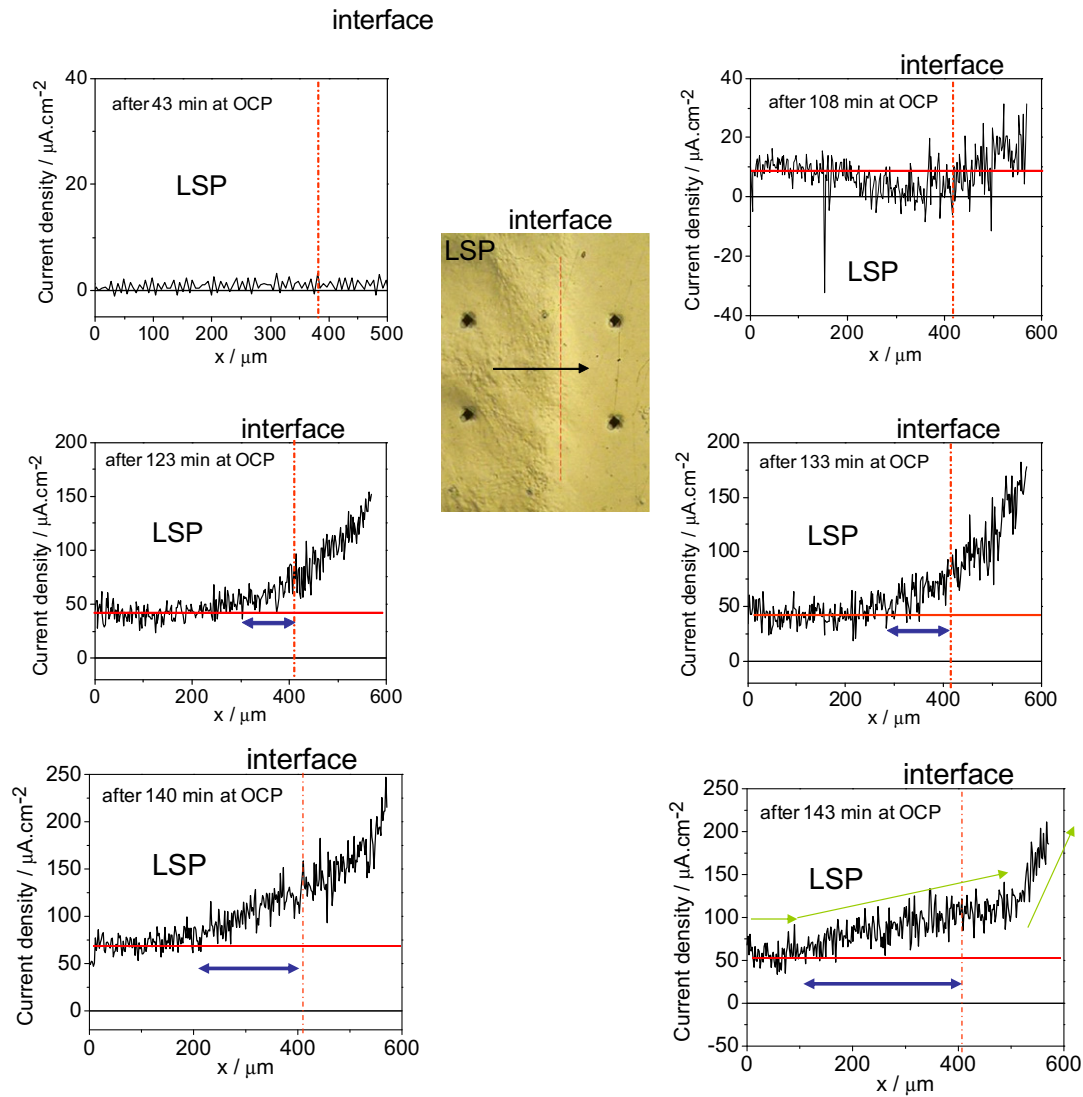 interface
after 43 min at OCP
LSP
Current density / μA.cm-2
40
20
0
0 100 200 300 400 500
x / μm
interface
after 108 min at OCP
LSP
Current density / μA.cm-2
40
20
0
-20
-40
0 200 400 600
x / μm
interface
LSP
interface
after 123 min at OCP
LSP
Current density / μA.cm-2
200
150
100
50
0
0 200 400 600
x / μm
interface
after 133 min at OCP
LSP
Current density / μA.cm-2
200
150
100
50
0
0 200 400 600
x / μm
interface
after 140 min at OCP
LSP
Current density / μA.cm-2
250
200
150
100
50
0
0 200 400 600
x / μm
interface
after 143 min at OCP
LSP
Current density / μA.cm-2
250
200
150
100
50
0
-50
0 200 400 600
x / μm